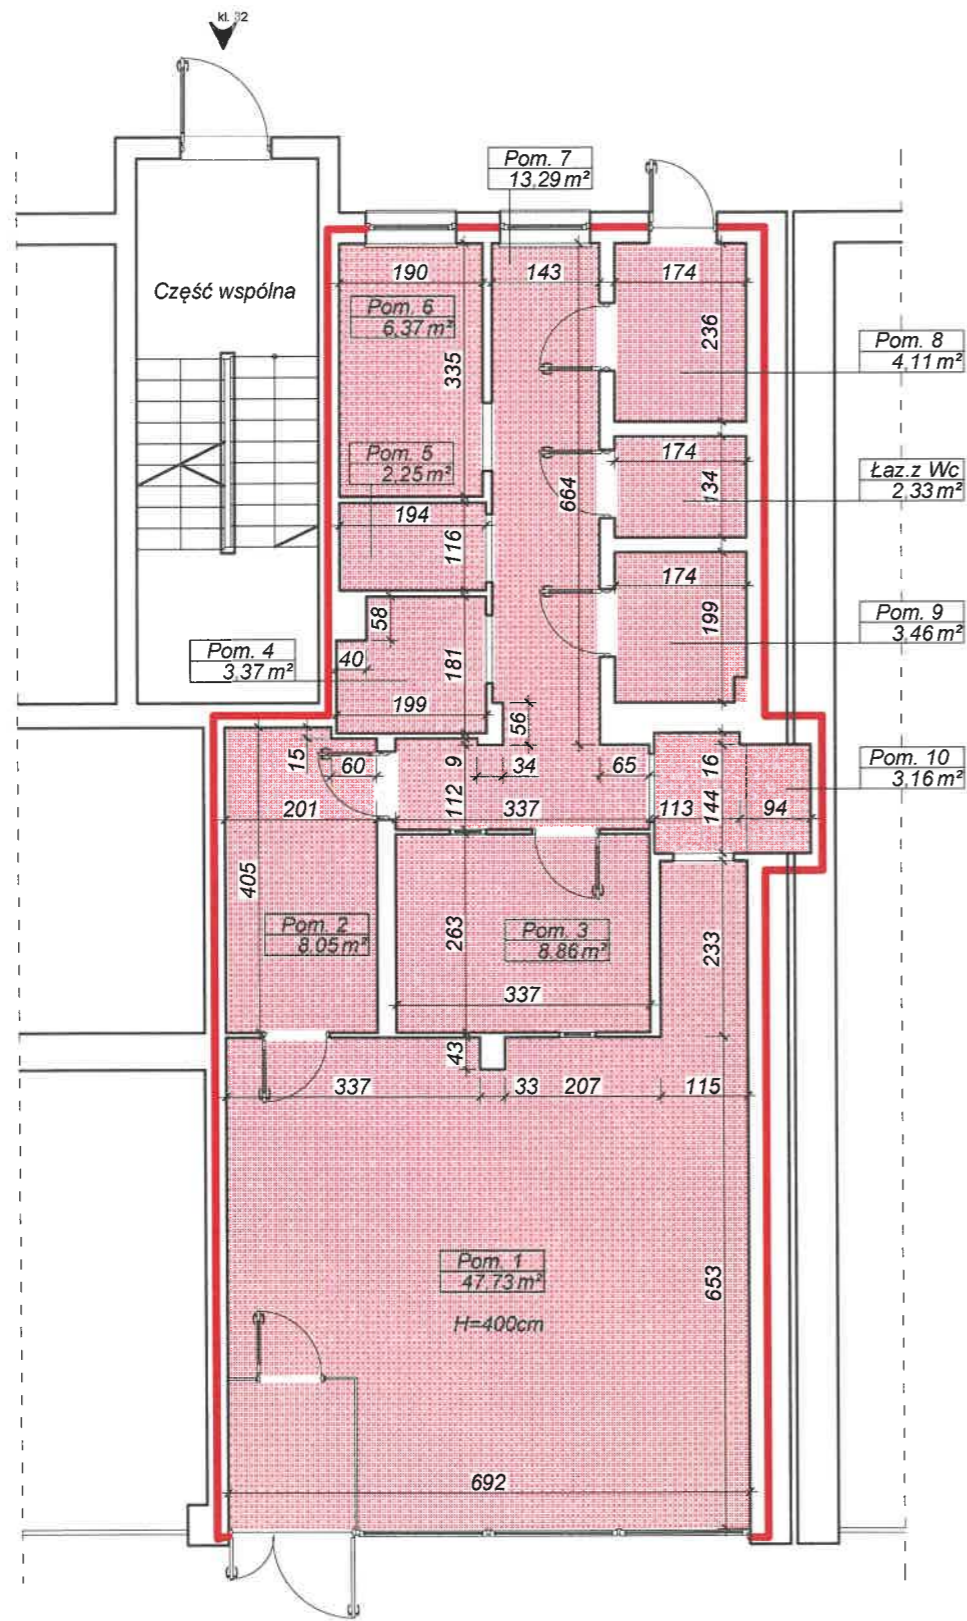 kl. 32
Pom. 7
13,29 m²
Część wspólna
190
143
174
Pom. 6
6,37 m²
335
236
Pom. 8
4,11 m²
Pom. 5
2,25 m²
174
134
Łaz.z Wc
2,33 m²
664
194
116
174
199
Pom. 9
3,46 m²
58
Pom. 4
3,37 m²
40
181
199
56
15
60
9
34
65
16
Pom. 10
3,16 m²
201
112
337
113
144
94
405
Pom. 2
8,05 m²
263
Pom. 3
8,86 m²
233
337
43
337
33
207
115
Pom. 1
47,73 m²
653
H=400cm
692